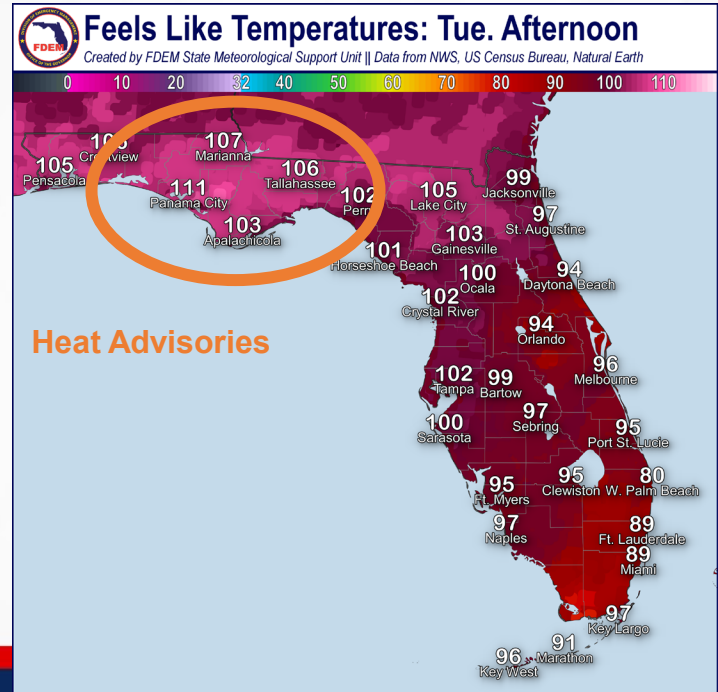 Feels Like Temperatures: Tue. Afternoon
Created by FDEM State Meteorological Support Unit || Data from NWS, US Census Bureau, Natural Earth
FDEM
0 10 20 32 40 50 60 70 80 90 100 110
Crestview
107
Marianna
105
Pensacola
106
Tallahassee
111
Panama City
102
103
Apalachicola
105
Lake City
99
Jacksonville
97
St. Augustine
103
Gainesville
101
Horseshoe Beach
100
Ocala
94
Daytona Beach
102
Crystal River
94
Orlando
Heat Advisories
96
Melbourne
102
Tampa
99
Bartow
97
Sebring
100
Sarasota
95
Port St. Lucie
95
Ft. Myers
95
Clewiston
80
W. Palm Beach
97
Naples
89
Ft. Lauderdale
89
Miami
97
Key Largo
91
Marathon
96
Key West